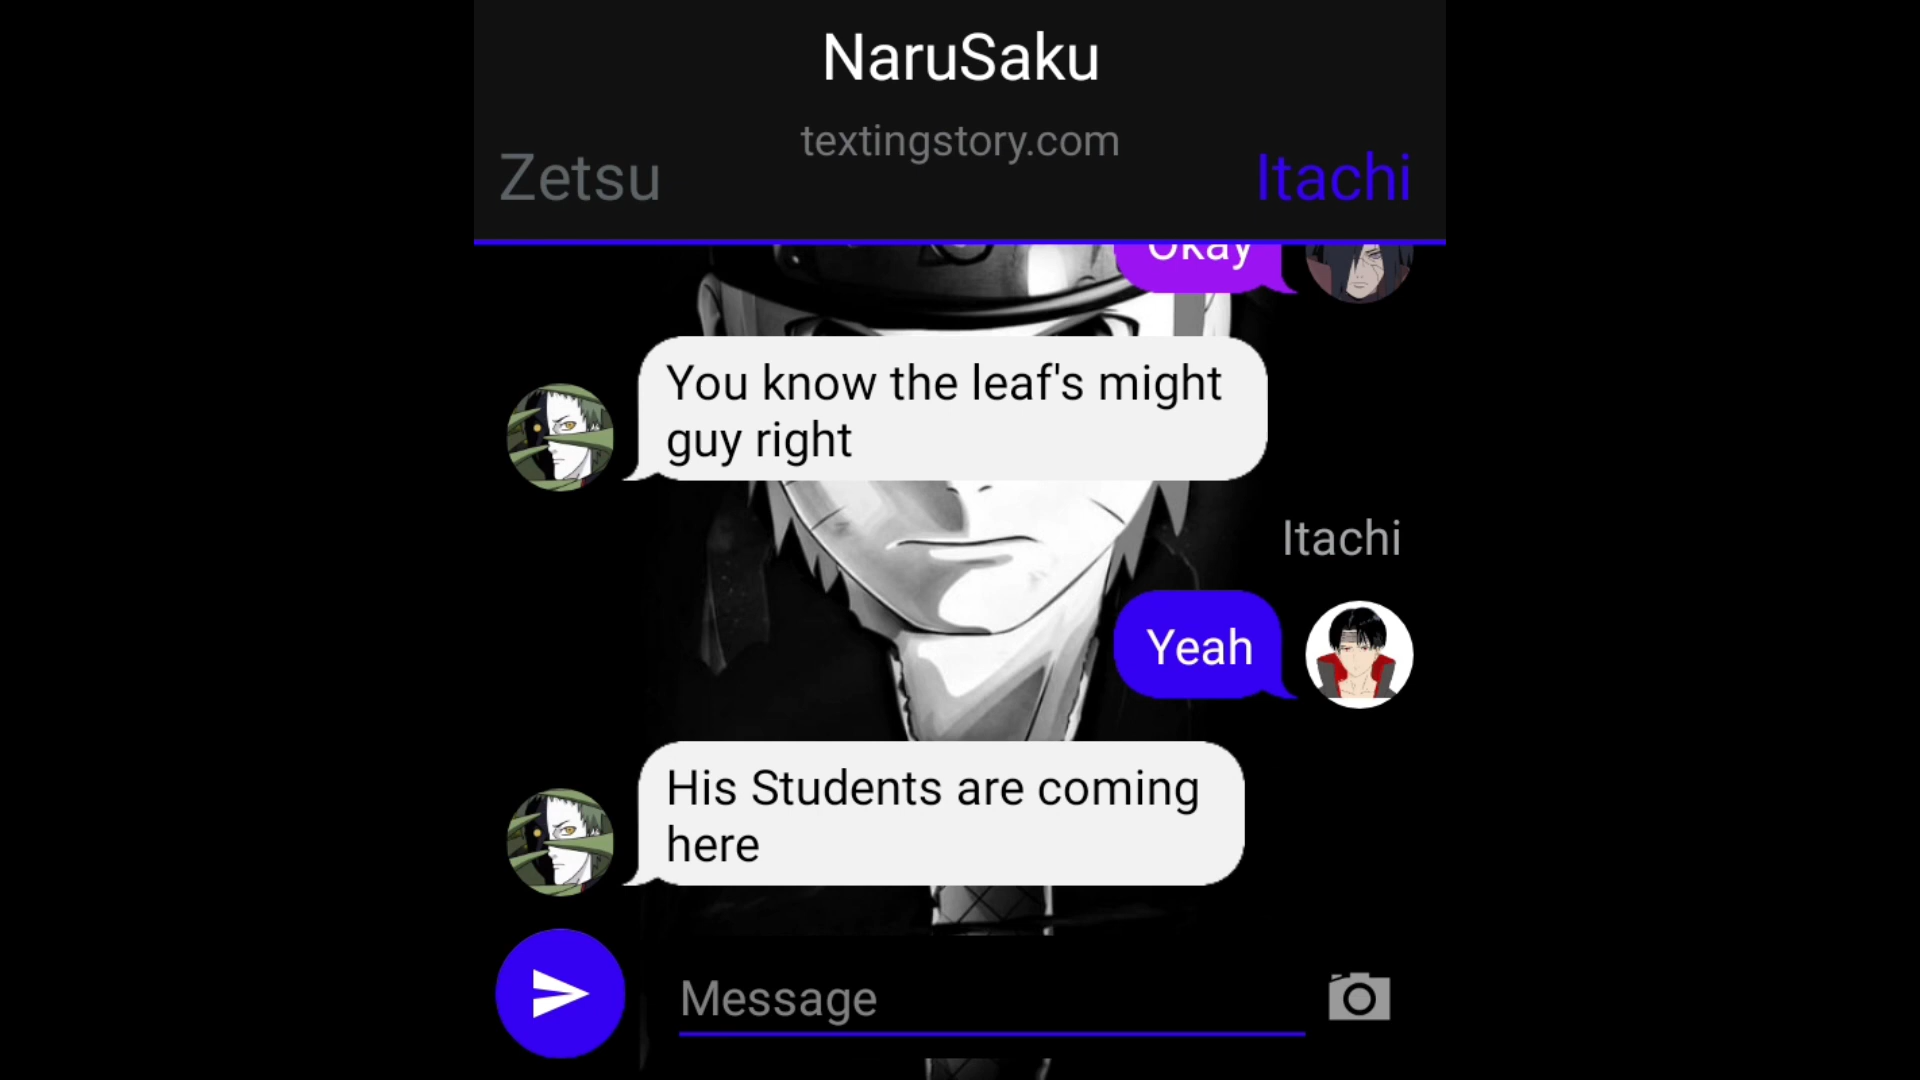 NaruSaku
textingstory.com
Zetsu
Itachi
Okay
You know the leaf's might
guy right
Itachi
Yeah
His Students are coming
here
Message